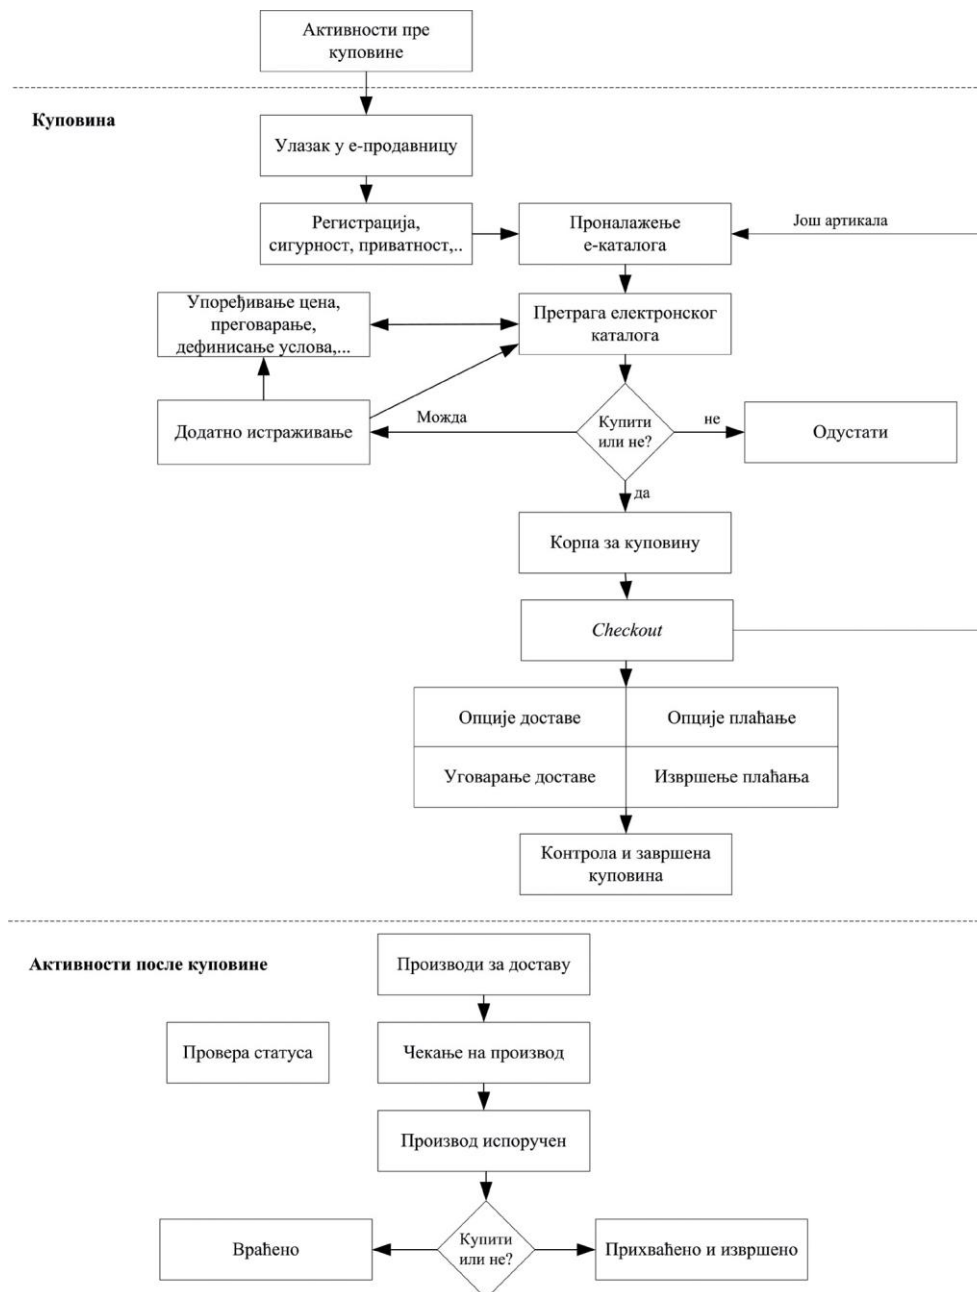 Активности пре
куповине
Куповина
Улазак у е-продавницу
Регистрација,
сигурност, приватност,..
Проналажење
е-каталога
Још артикала
Упоређивање цена,
преговарање,
дефинисање услова,...
Претрага електронског
каталога
Додатно истраживање
Можда
Купити
или не?
не
Одустати
да
Корпа за куповину
Checkout
Опције доставе
Опције плаћање
Уговарање доставе
Извршење плаћања
Контрола и завршена
куповина
Активности после куповине
Производи за доставу
Провера статуса
Чекање на производ
Производ испоручен
Враћено
Купити
или не?
Прихваћено и извршено